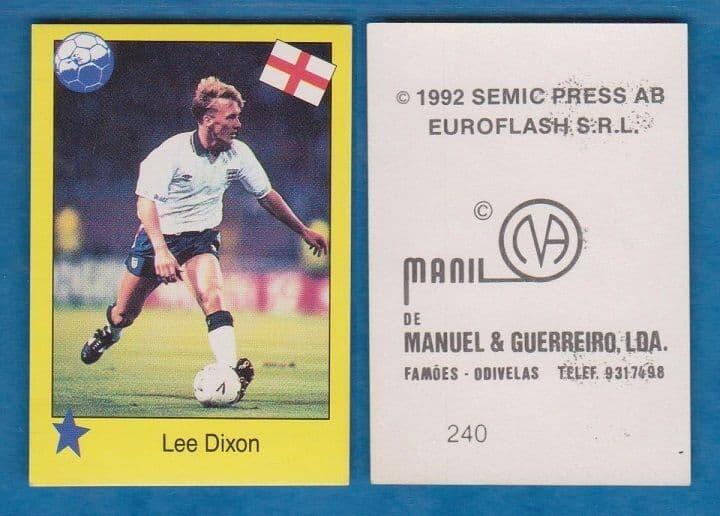 Lee Dixon
© 1992 SEMIC PRESS AB
EUROFLASH S.R.L.
©
MANIL
DE
MANUEL & GUERREIRO, LDA.
FAMÕES - ODIVELAS TELEF. 9317498
240